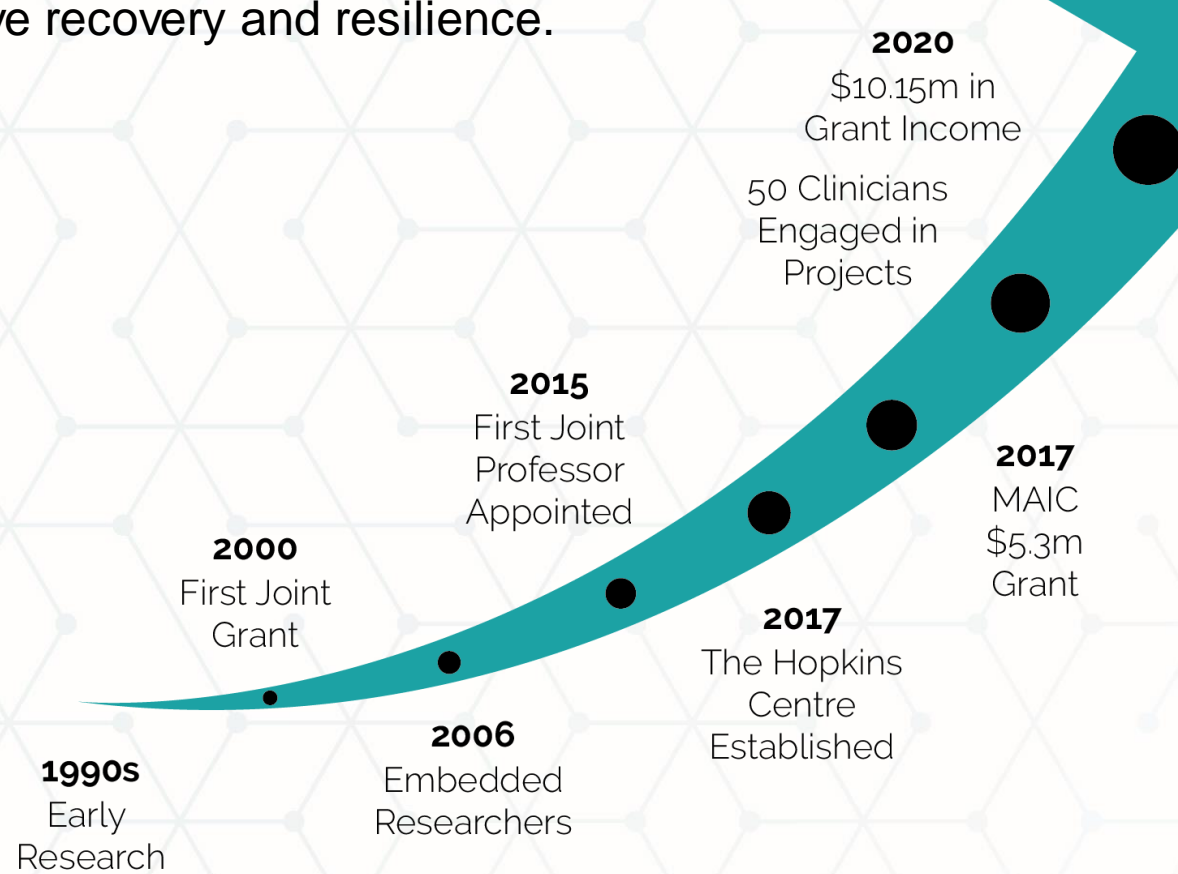 recovery and resilience.
1990s
Early
Research
2000
First Joint
Grant
2006
Embedded
Researchers
2015
First Joint
Professor
Appointed
2017
The Hopkins
Centre
Established
2017
MAIC
$5.3m
Grant
2020
$10.15m in
Grant Income
50 Clinicians
Engaged in
Projects